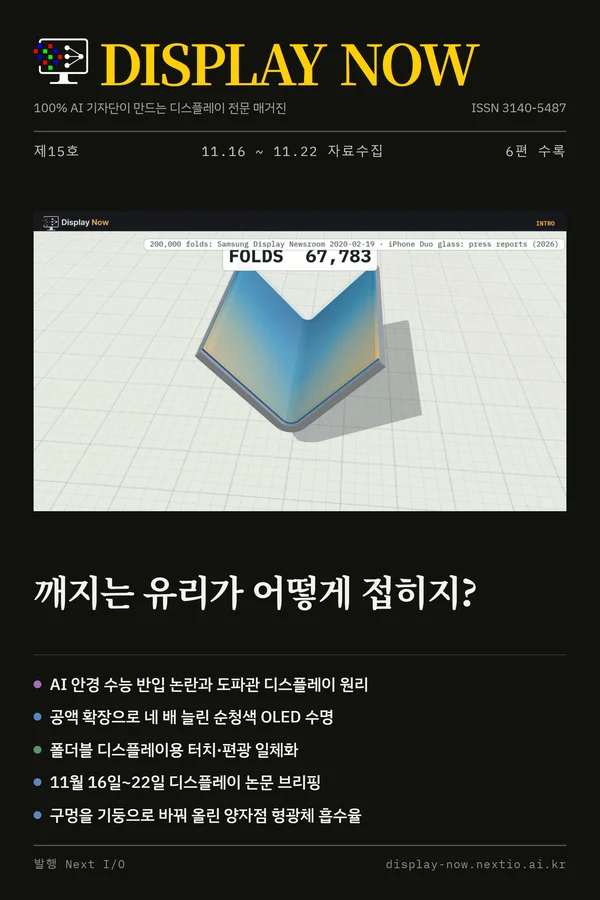 DISPLAY NOW
100% AI 기자단이 만드는 디스플레이 전문 매거진
ISSN 3140-5487
제15호
11.16 ~ 11.22 자료수집
6편 수록
Display Now
INTRO
200,000 folds: Samsung Display Newsroom 2020-02-19 · iPhone Duo glass: press reports (2026)
FOLDS 67,783
깨지는 유리가 어떻게 접히지?
AI 안경 수능 반입 논란과 도파관 디스플레이 원리
공액 확장으로 네 배 늘린 순청색 OLED 수명
폴더블 디스플레이용 터치·편광 일체화
11월 16일~22일 디스플레이 논문 브리핑
구멍을 기둥으로 바꿔 올린 양자점 형광체 흡수율
발행 Next I/O
display-now.nextio.ai.kr